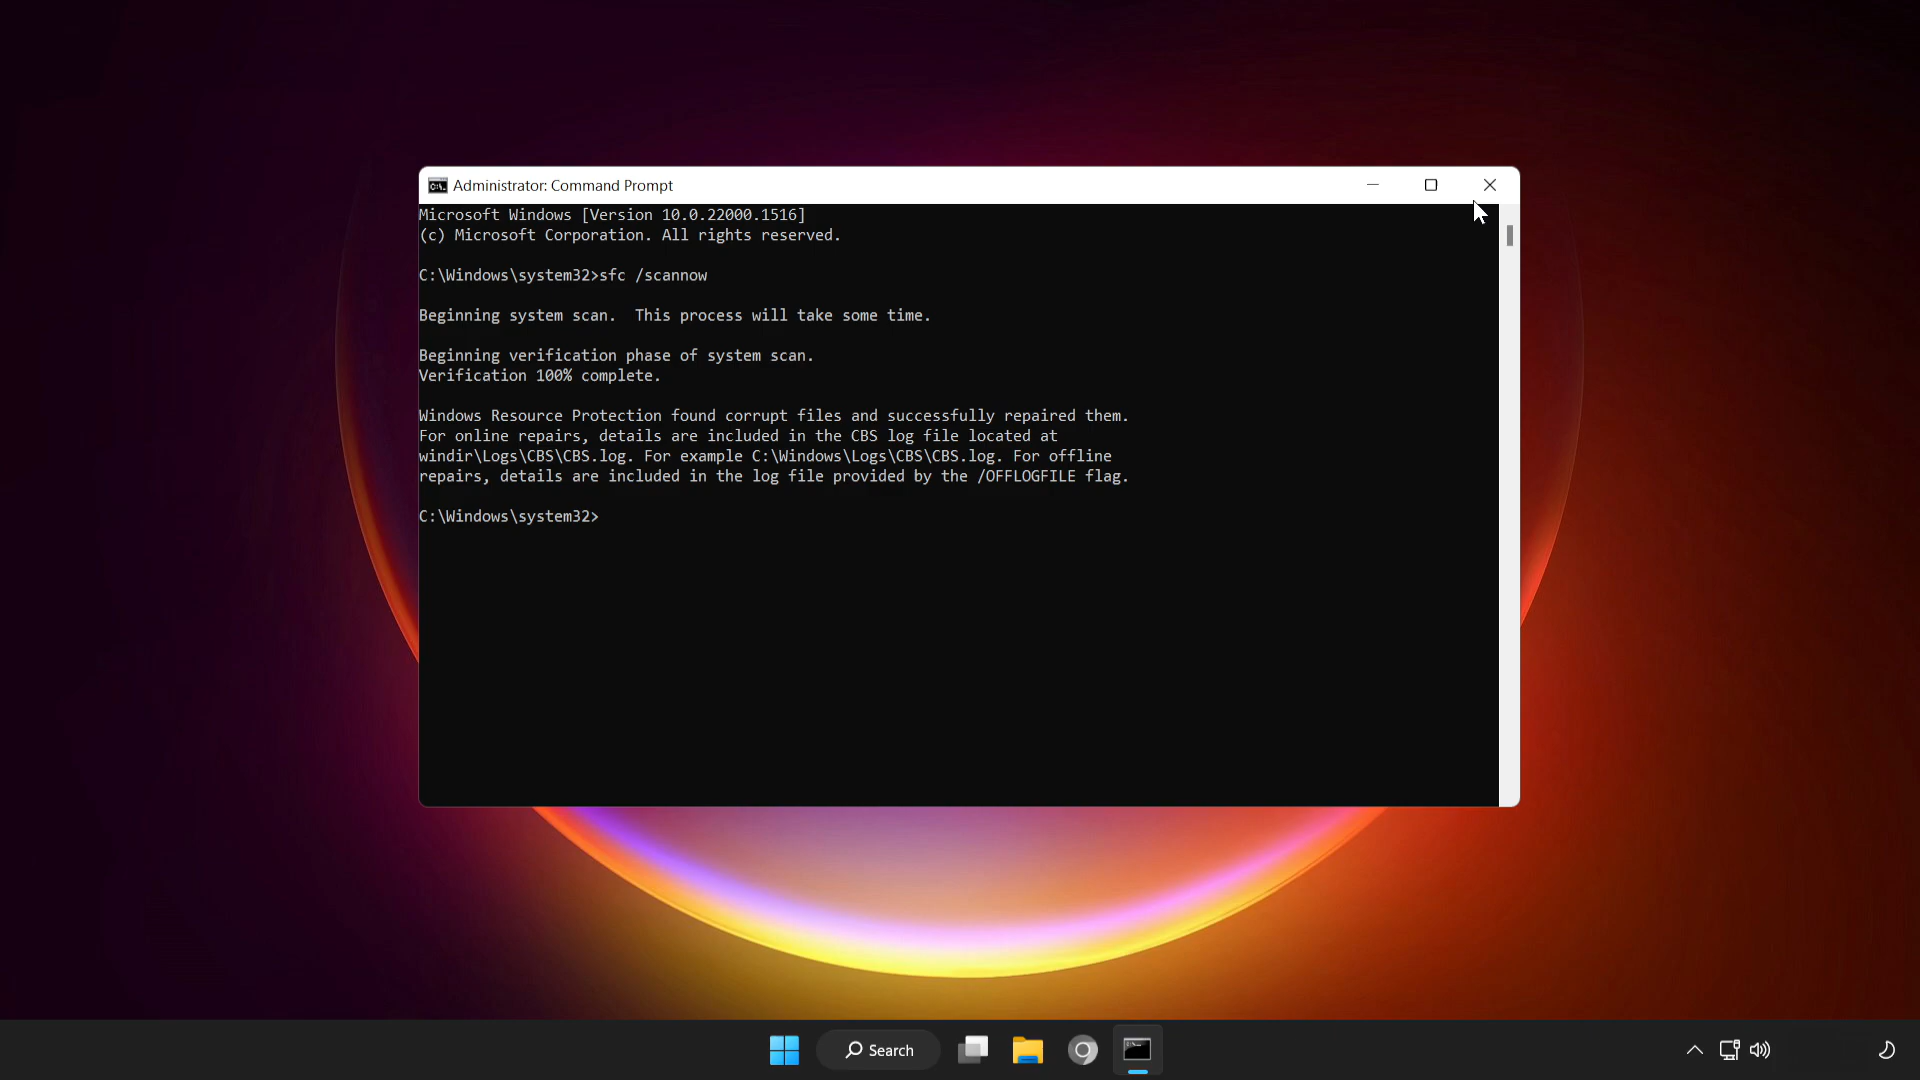 Administrator: Command Prompt
Microsoft Windows [Version 10.0.22000.1516]
(c) Microsoft Corporation. All rights reserved.
C:\Windows\system32>sfc /scannow
Beginning system scan.  This process will take some time.
Beginning verification phase of system scan.
Verification 100% complete.
Windows Resource Protection found corrupt files and successfully repaired them.
For online repairs, details are included in the CBS log file located at
windir\Logs\CBS\CBS.log. For example C:\Windows\Logs\CBS\CBS.log. For offline
repairs, details are included in the log file provided by the /OFFLOGFILE flag.
C:\Windows\system32>
Search